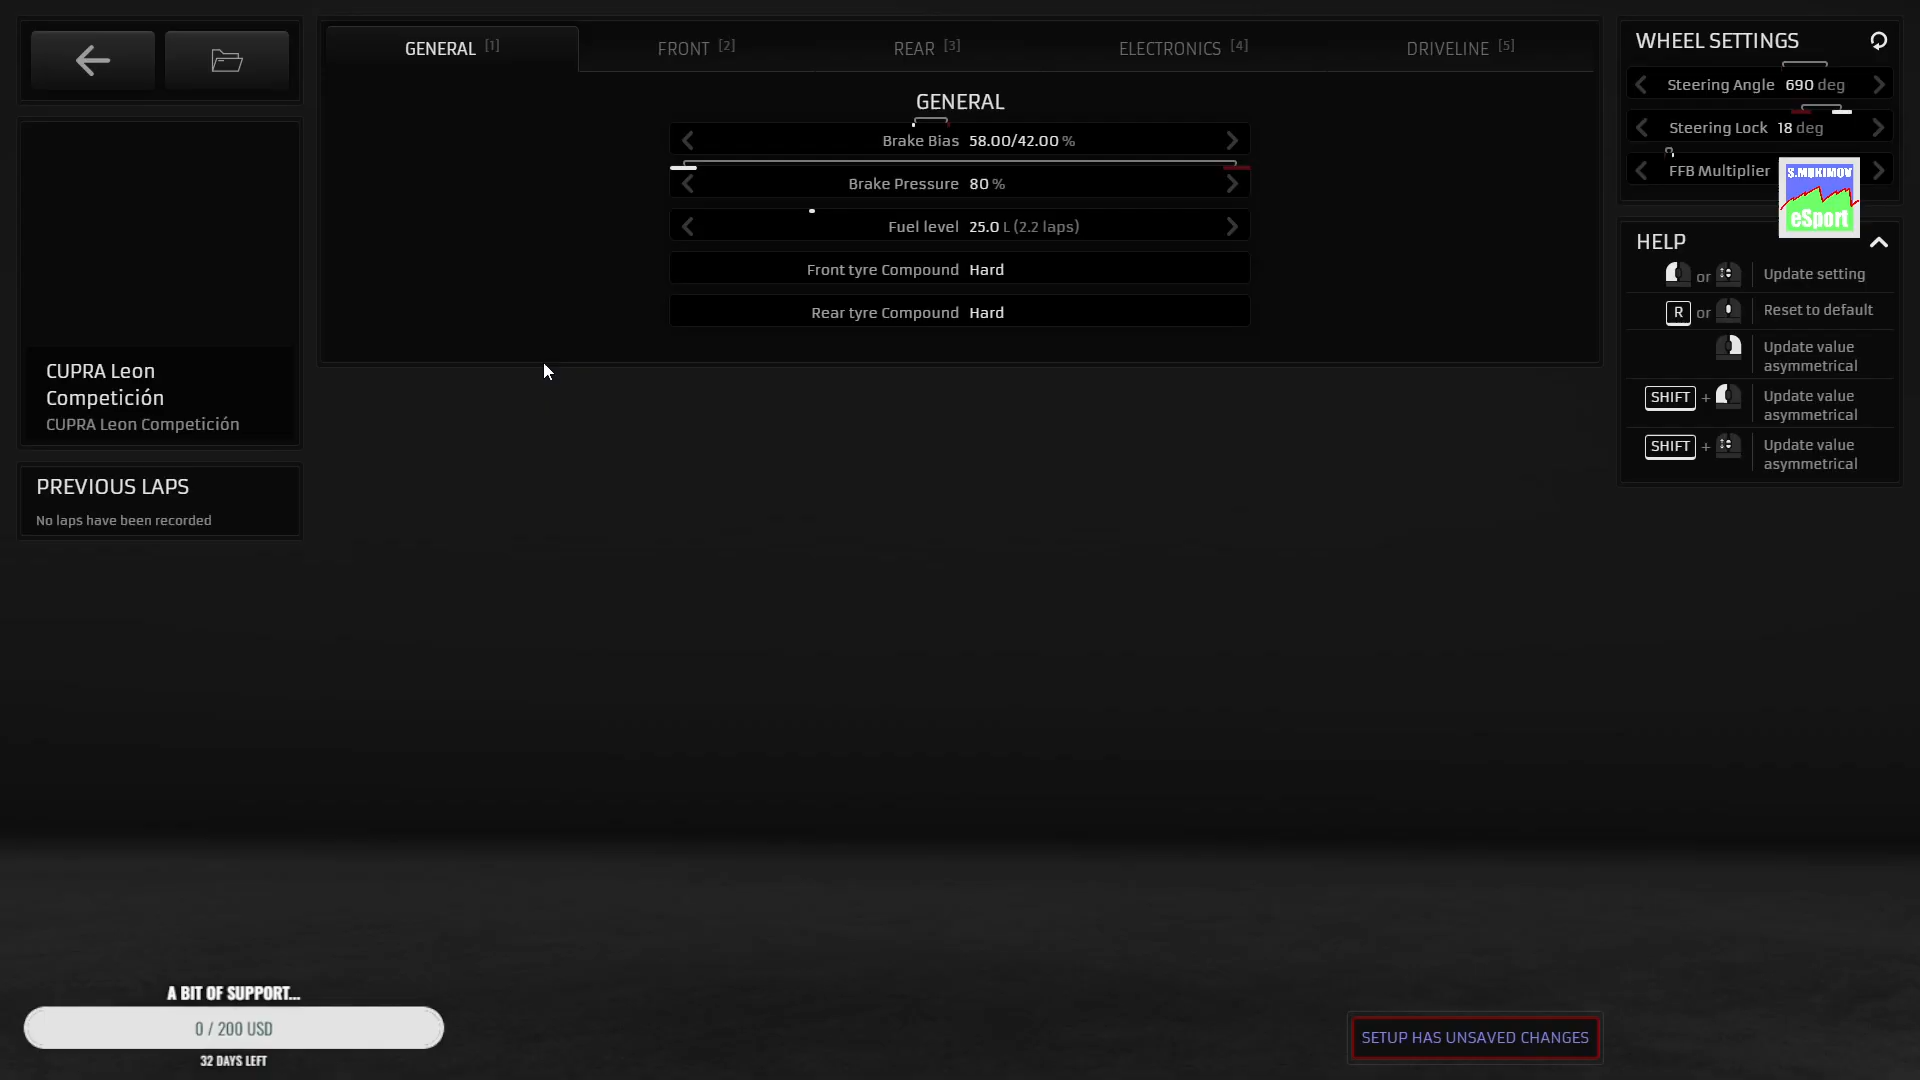 GENERAL [1]
FRONT [2]
REAR [3]
ELECTRONICS [4]
DRIVELINE [5]
CUPRA Leon
Competición
CUPRA Leon Competición
PREVIOUS LAPS
No laps have been recorded
GENERAL
Brake Bias 58.00/42.00 %
Brake Pressure 80 %
Fuel level 25.0 L (2.2 laps)
Front tyre Compound Hard
Rear tyre Compound Hard
WHEEL SETTINGS
Steering Angle 690 deg
Steering Lock 18 deg
FFB Multiplier
S.MUKIMOV
eSport
HELP
or Update setting
R or Reset to default
Update value
asymmetrical
SHIFT + Update value
asymmetrical
SHIFT + Update value
asymmetrical
A BIT OF SUPPORT...
0 / 200 USD
32 DAYS LEFT
SETUP HAS UNSAVED CHANGES